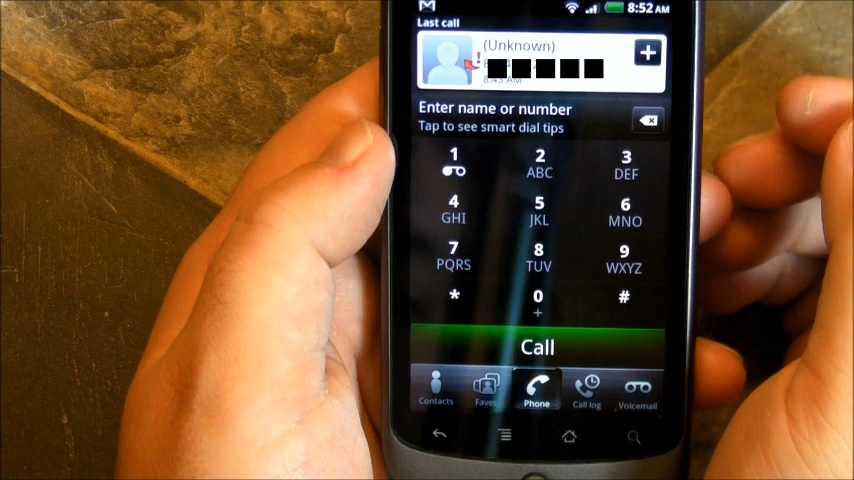 8:52 AM
Last call
(Unknown)
8:43 AM
Enter name or number
Tap to see smart dial tips
1 2 3
ABC DEF
4 5 6
GHI JKL MNO
7 8 9
PQRS TUV WXYZ
* 0 #
+
Call
Contacts Faves Phone Call log Voicemail